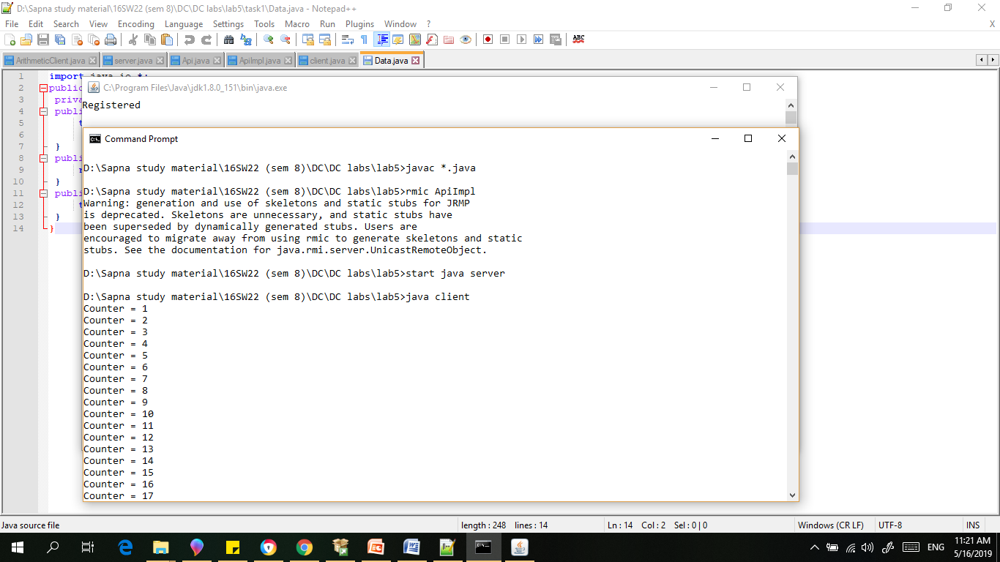 D:\Sapna study material\16SW22 (sem 8)\DC\DC labs\lab5\task1\Data.java - Notepad++
File Edit Search View Encoding Language Settings Tools Macro Run Plugins Window ? X
ABC
ArithmeticClient.java server.java Api.java ApiImpl.java client.java Data.java
1 import java.io.*;
2 public
3 priva
4 publi
5 t
6
7 }
8 publi
9 r
10 }
11 publi
12 t
13 }
14 }
C:\Program Files\Java\jdk1.8.0_151\bin\java.exe
Registered
Command Prompt
D:\Sapna study material\16SW22 (sem 8)\DC\DC labs\lab5>javac *.java
D:\Sapna study material\16SW22 (sem 8)\DC\DC labs\lab5>rmic ApiImpl
Warning: generation and use of skeletons and static stubs for JRMP
is deprecated. Skeletons are unnecessary, and static stubs have
been superseded by dynamically generated stubs. Users are
encouraged to migrate away from using rmic to generate skeletons and static
stubs. See the documentation for java.rmi.server.UnicastRemoteObject.
D:\Sapna study material\16SW22 (sem 8)\DC\DC labs\lab5>start java server
D:\Sapna study material\16SW22 (sem 8)\DC\DC labs\lab5>java client
Counter = 1
Counter = 2
Counter = 3
Counter = 4
Counter = 5
Counter = 6
Counter = 7
Counter = 8
Counter = 9
Counter = 10
Counter = 11
Counter = 12
Counter = 13
Counter = 14
Counter = 15
Counter = 16
Counter = 17
Java source file length : 248 lines : 14 Ln : 14 Col : 2 Sel : 0 | 0 Windows (CR LF) UTF-8 INS
ENG 11:21 AM
5/16/2019